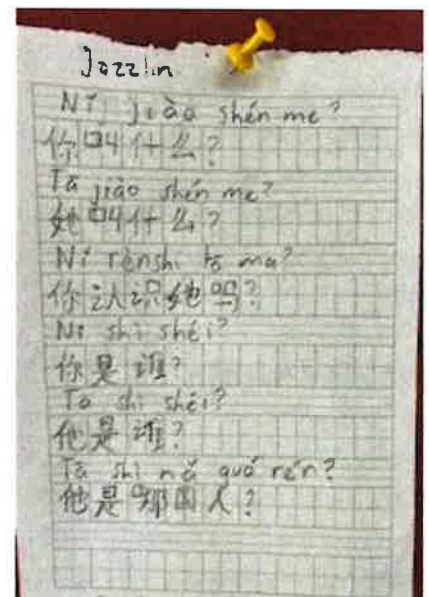 Jazzlin
Nǐ jiào shén me?
你叫什么?
Tā jiào shén me?
她叫什么?
Nǐ rènshi tā ma?
你认识她吗?
Nǐ shì shéi?
你是谁?
Tā shì shéi?
他是谁?
Tā shì nǎ guó rén?
他是哪国人?